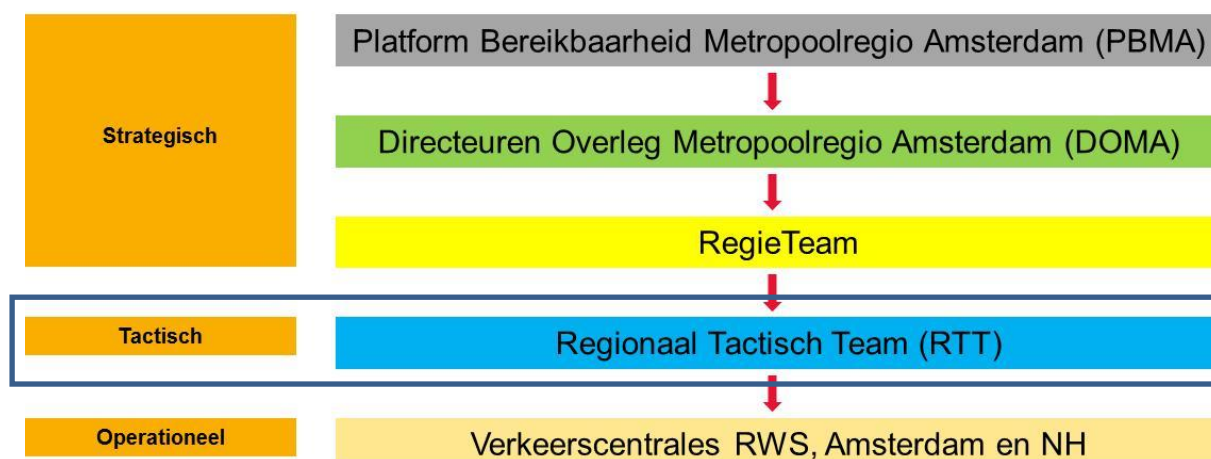 Platform Bereikbaarheid Metropoolregio Amsterdam (PBMA)
Strategisch
Directeuren Overleg Metropoolregio Amsterdam (DOMA)
RegieTeam
Tactisch
Regionaal Tactisch Team (RTT)
Operationeel
Verkeerscentrales RWS, Amsterdam en NH